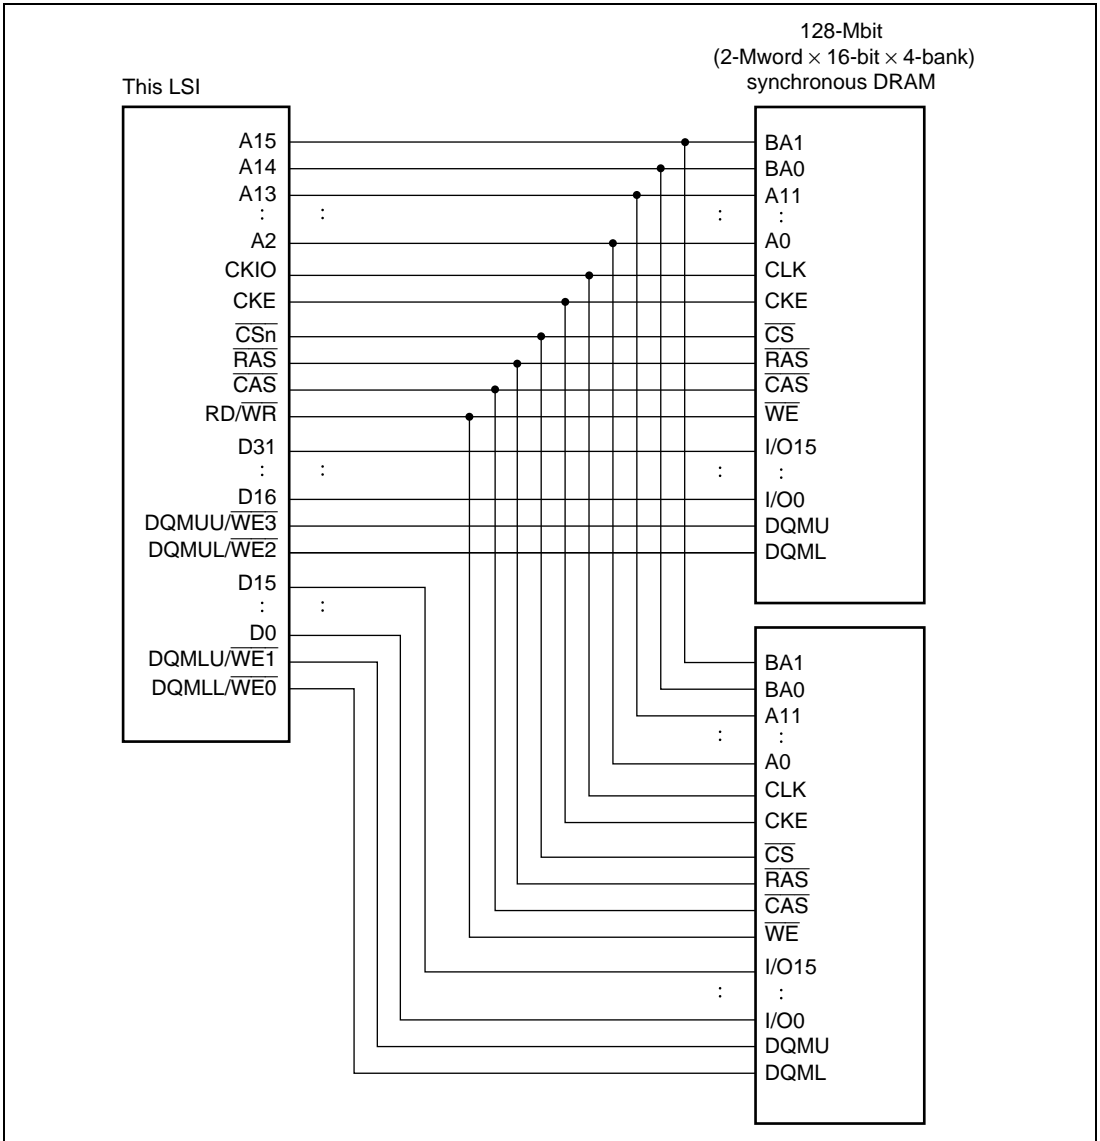 128-Mbit
(2-Mword × 16-bit × 4-bank)
synchronous DRAM
This LSI
A15
A14
A13
:
:
A2
CKIO
CKE
CSn
RAS
CAS
RD/WR
D31
:
:
D16
DQMUU/WE3
DQMUL/WE2
D15
:
:
D0
DQMLU/WE1
DQMLL/WE0
BA1
BA0
A11
:
:
A0
CLK
CKE
CS
RAS
CAS
WE
I/O15
:
:
I/O0
DQMU
DQML
BA1
BA0
A11
:
:
A0
CLK
CKE
CS
RAS
CAS
WE
I/O15
:
:
I/O0
DQMU
DQML